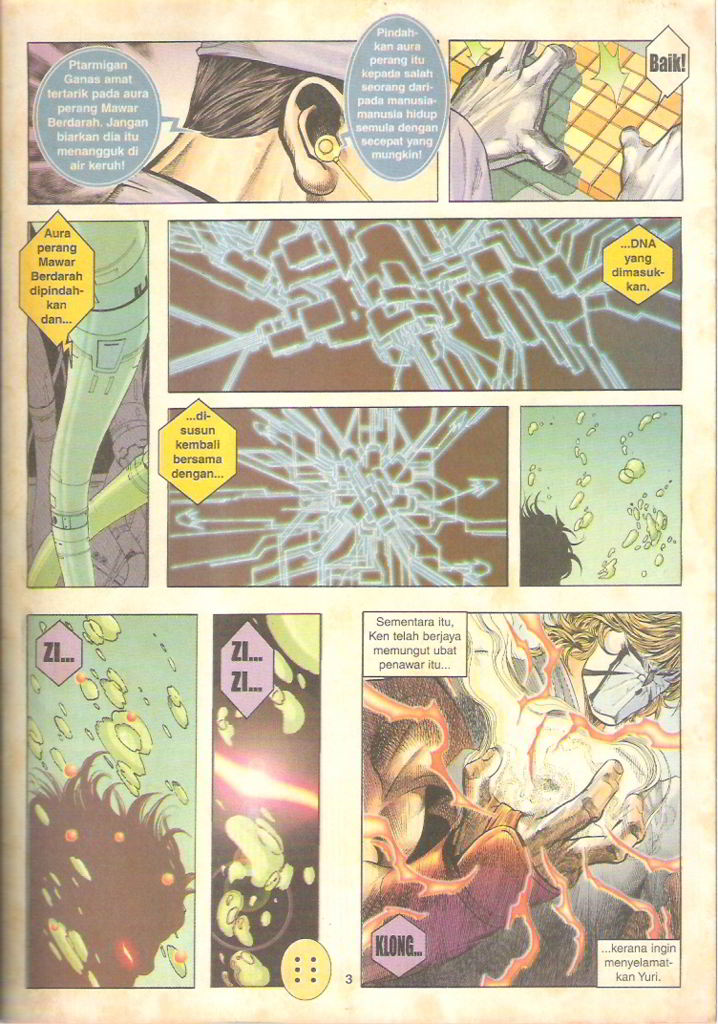 Ptarmigan
Ganas amat
tertarik pada aura
perang Mawar
Berdarah. Jangan
biarkan dia itu
menangguk di
air keruh!
Pindah-
kan aura
perang itu
kepada salah
seorang dari-
pada manusia-
manusia hidup
semula dengan
secepat yang
mungkin!
Baik!
Aura
perang
Mawar
Berdarah
dipindah-
kan
dan...
...DNA
yang
dimasuk-
kan.
...di-
susun
kembali
bersama
dengan...
ZI...
ZI...
ZI...
Sementara itu,
Ken telah berjaya
memungut ubat
penawar itu...
KLONG...
...kerana ingin
menyelamat-
kan Yuri.
3